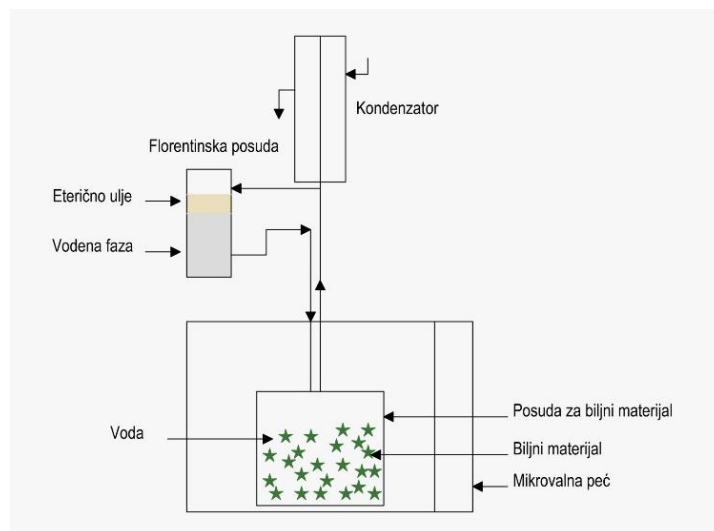 Kondenzator
Florentinska posuda
Eterično ulje
Vodena faza
Posuda za biljni materijal
Voda
Biljni materijal
Mikrovalna peć